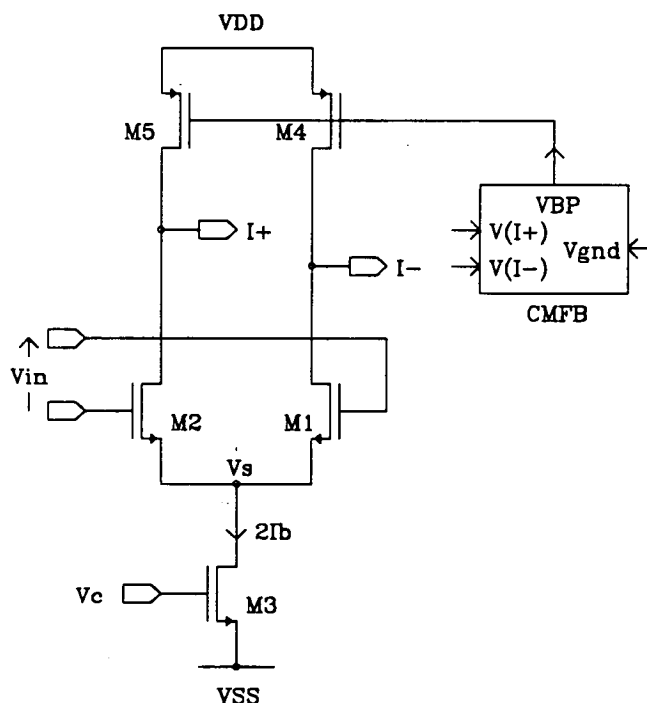 VDD
M5
M4
I+
I-
VBP
V(I+)
V(I-)
Vgnd
CMFB
Vin
M2
M1
Vs
2Ib
Vc
M3
VSS